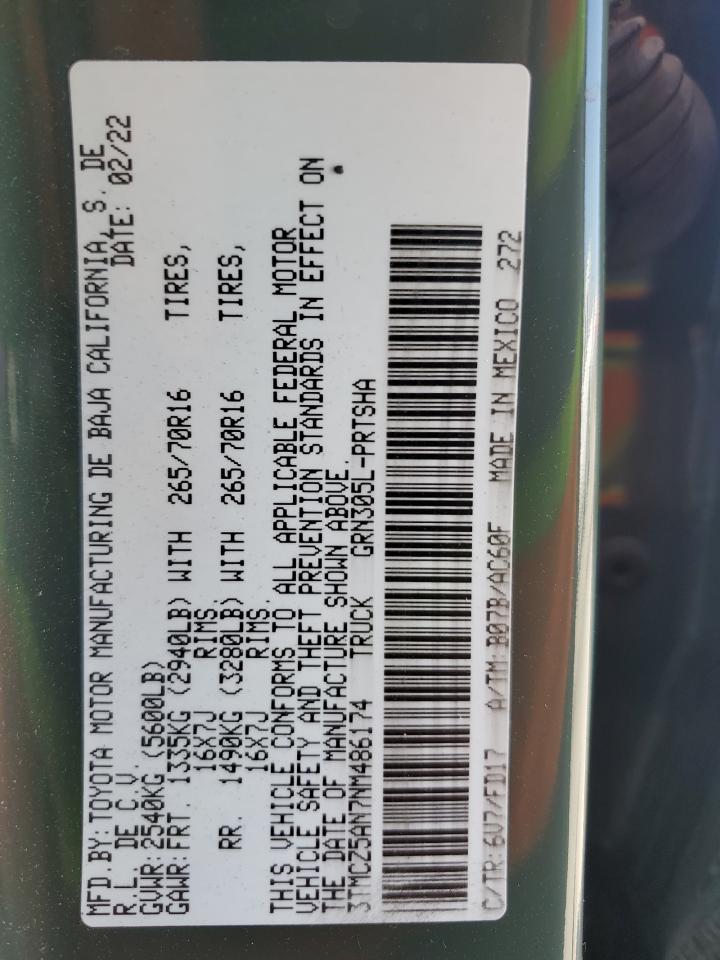 MFD.BY: TOYOTA MOTOR MANUFACTURING DE BAJA CALIFORNIA, S. DE
R.L. DE C.V. DATE: 02/22
GVWR: 2540KG (5600LB)
GAWR: FRT. 1335KG (2940LB) WITH 265/70R16 TIRES,
16X7J RIMS.
RR. 1490KG (3280LB) WITH 265/70R16 TIRES,
16X7J RIMS.
THIS VEHICLE CONFORMS TO ALL APPLICABLE FEDERAL MOTOR
VEHICLE SAFETY AND THEFT PREVENTION STANDARDS IN EFFECT ON
THE DATE OF MANUFACTURE SHOWN ABOVE.
3TMCZ5AN7NM486174 TRUCK GRN305L-PRTSHA
C/TR: 6V7/FD17 A/TM: B07B/AC60F MADE IN MEXICO 272